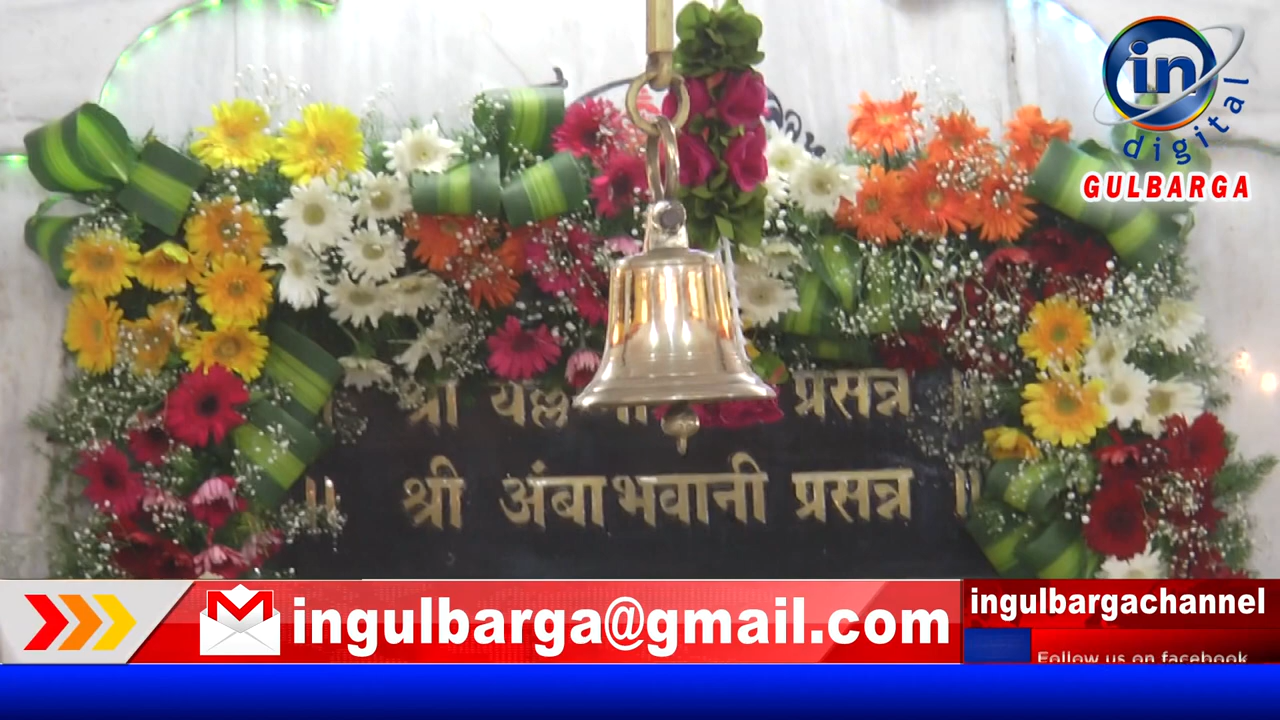 in
digital
GULBARGA
श्री प्रसन्न ||
|| श्री अंबाभवानी प्रसन्न ||
ingulbarga@gmail.com
ingulbargachannel
Follow us on facebook